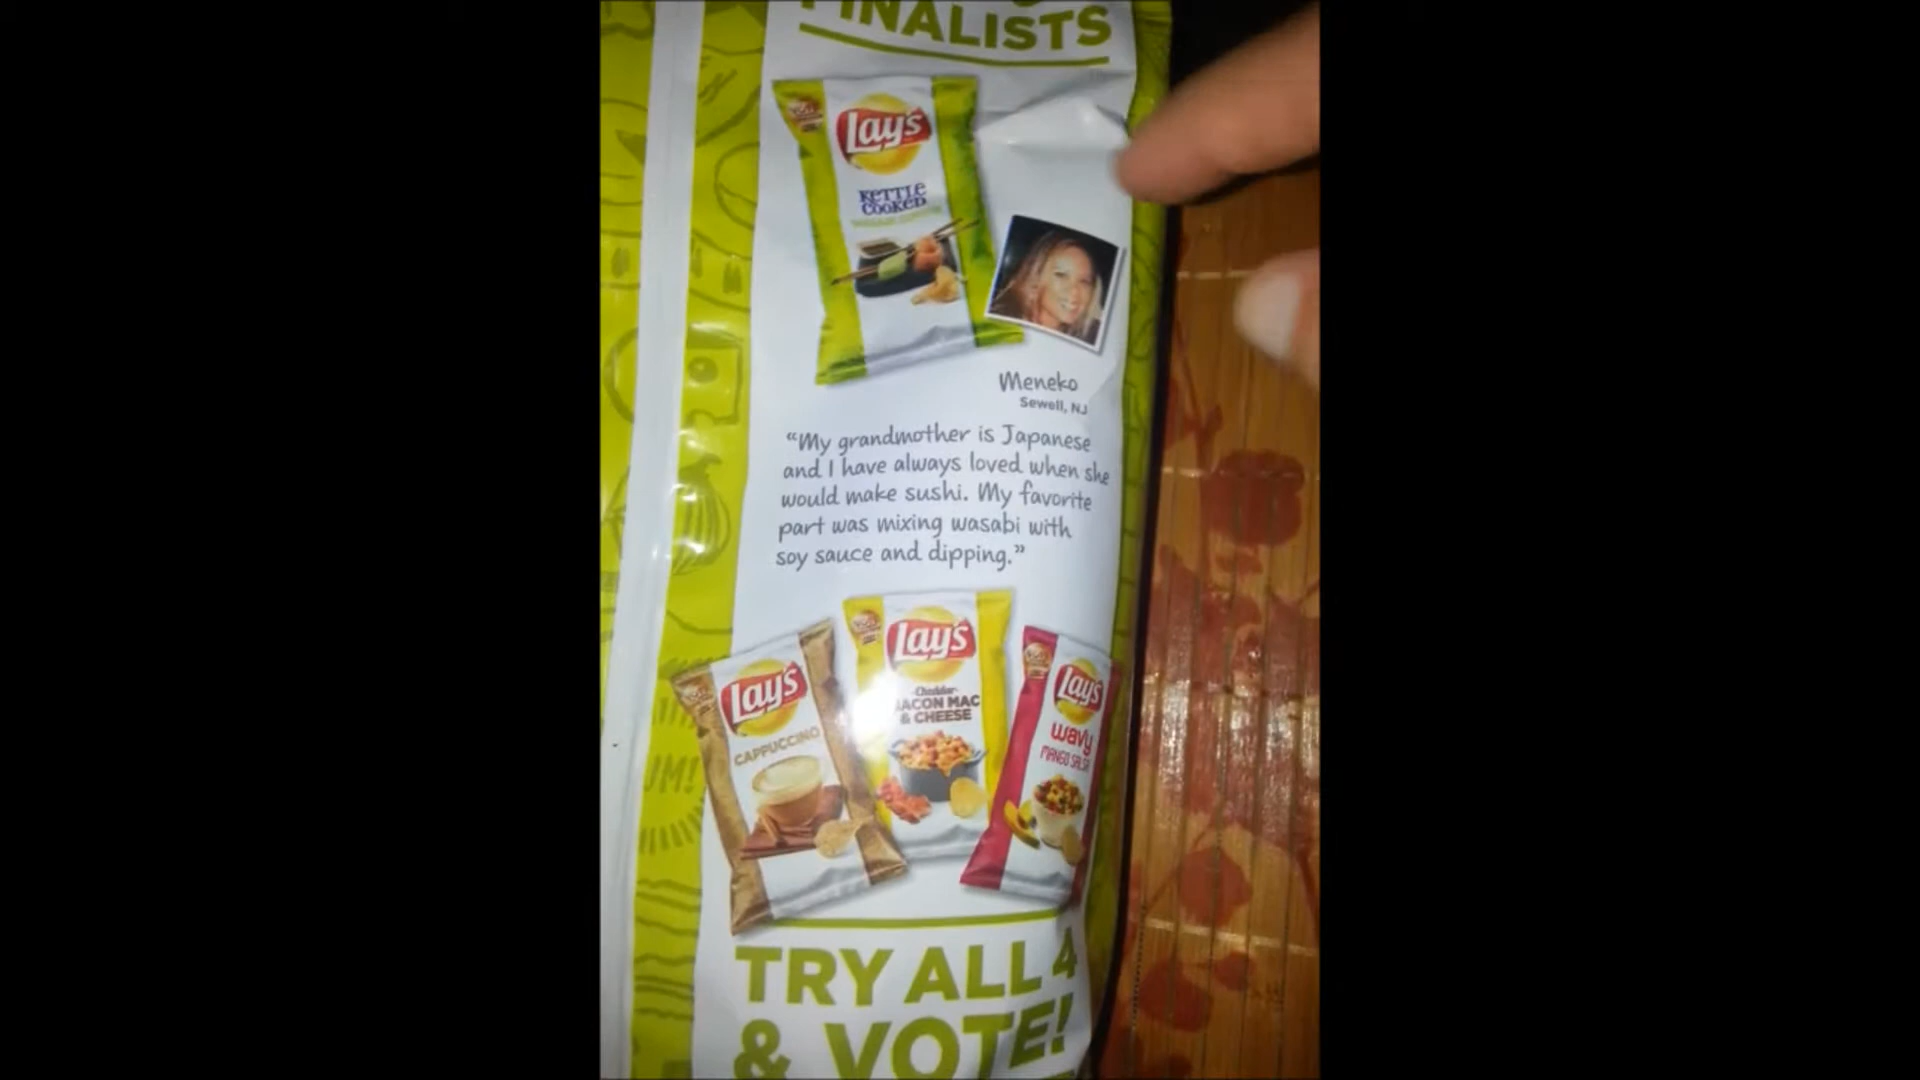 FINALISTS
Lay's
KETTLE
COOKED
Meneko
Sewell, NJ
“My grandmother is Japanese
and I have always loved when she
would make sushi. My favorite
part was mixing wasabi with
soy sauce and dipping.”
Lay's
CAPPUCCINO
Lay's
Cheddar
BACON MAC
& CHEESE
Lay's
wavy
MANGO SALSA
UM!
TRY ALL 4
& VOTE!